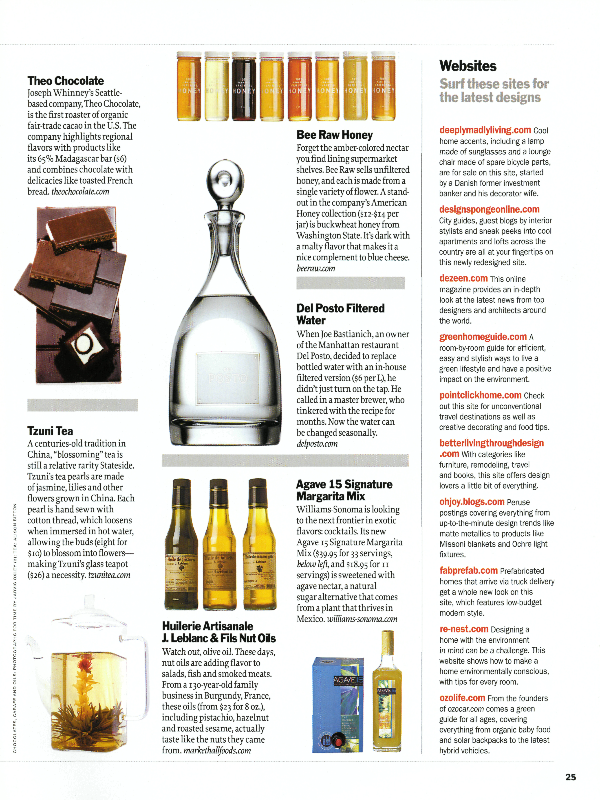 Theo Chocolate
Joseph Whinney's Seattle-
based company, Theo Chocolate,
is the first roaster of organic
fair-trade cacao in the U.S. The
company highlights regional
flavors with products like
its 65% Madagascar bar ($6)
and combines chocolate with
delicacies like toasted French
bread. theochocolate.com
Tzuni Tea
A centuries-old tradition in
China, "blossoming" tea is
still a relative rarity Stateside.
Tzuni's tea pearls are made
of jasmine, lilies and other
flowers grown in China. Each
pearl is hand sewn with
cotton thread, which loosens
when immersed in hot water,
allowing the buds (eight for
$10) to blossom into flowers—
making Tzuni's glass teapot
($26) a necessity. tzunitea.com
HONEY HONEY HONEY HONEY HONEY HONEY HONEY HONEY
Bee Raw Honey
Forget the amber-colored nectar
you find lining supermarket
shelves. Bee Raw sells unfiltered
honey, and each is made from a
single variety of flower. A stand-
out in the company's American
Honey collection ($12-$14 per
jar) is buckwheat honey from
Washington State. It's dark with
a malty flavor that makes it a
nice complement to blue cheese.
beeraw.com
Del Posto Filtered
Water
When Joe Bastianich, an owner
of the Manhattan restaurant
Del Posto, decided to replace
bottled water with an in-house
filtered version ($6 per L), he
didn't just turn on the tap. He
called in a master brewer, who
tinkered with the recipe for
months. Now the water can
be changed seasonally.
delposto.com
Agave 15 Signature
Margarita Mix
Williams-Sonoma is looking
to the next frontier in exotic
flavors: cocktails. Its new
Agave 15 Signature Margarita
Mix ($39.95 for 33 servings,
below left, and $18.95 for 11
servings) is sweetened with
agave nectar, a natural
sugar alternative that comes
from a plant that thrives in
Mexico. williams-sonoma.com
AGAVE
Huilerie Artisanale
J. Leblanc & Fils Nut Oils
Watch out, olive oil. These days,
nut oils are adding flavor to
salads, fish and smoked meats.
From a 130-year-old family
business in Burgundy, France,
these oils (from $23 for 8 oz.),
including pistachio, hazelnut
and roasted sesame, actually
taste like the nuts they came
from. markethallfoods.com
Websites
Surf these sites for
the latest designs
deeplymadlyliving.com Cool
home accents, including a lamp
made of sunglasses and a lounge
chair made of spare bicycle parts,
are for sale on this site, started
by a Danish former investment
banker and his decorator wife.
designspongeonline.com
City guides, guest blogs by interior
stylists and sneak peeks into cool
apartments and lofts across the
country are all at your fingertips on
this newly redesigned site.
dezeen.com This online
magazine provides an in-depth
look at the latest news from top
designers and architects around
the world.
greenhomeguide.com A
room-by-room guide for efficient,
easy and stylish ways to live a
green lifestyle and have a positive
impact on the environment.
pointclickhome.com Check
out this site for unconventional
travel destinations as well as
creative decorating and food tips.
betterlivingthroughdesign
.com With categories like
furniture, remodeling, travel
and books, this site offers design
lovers a little bit of everything.
ohjoy.blogs.com Peruse
postings covering everything from
up-to-the-minute design trends like
matte metallics to products like
Missoni blankets and Ochre light
fixtures.
fabprefab.com Prefabricated
homes that arrive via truck delivery
get a whole new look on this
site, which features low-budget
modern style.
re-nest.com Designing a
home with the environment
in mind can be a challenge. This
website shows how to make a
home environmentally conscious,
with tips for every room.
ozolife.com From the founders
of ozocar.com comes a green
guide for all ages, covering
everything from organic baby food
and solar backpacks to the latest
hybrid vehicles.
25